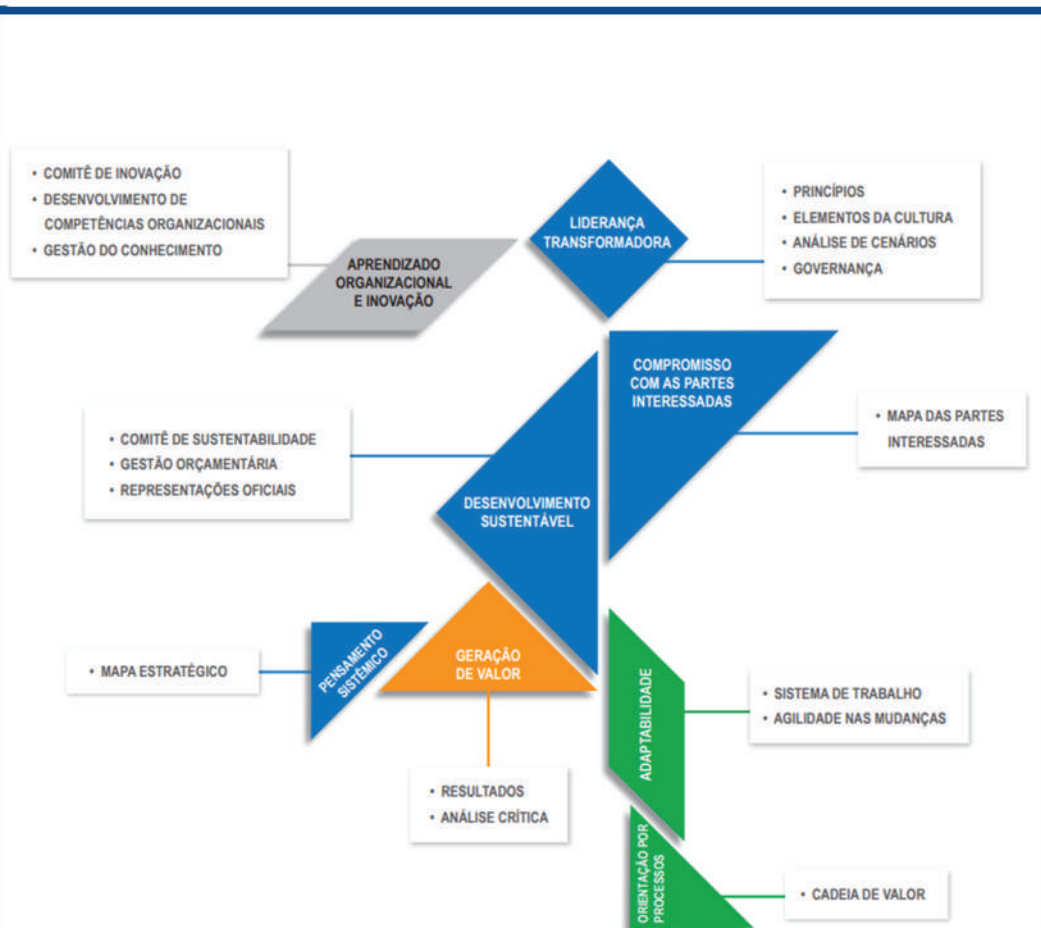 • COMITÊ DE INOVAÇÃO
• DESENVOLVIMENTO DE
COMPETÊNCIAS ORGANIZACIONAIS
• GESTÃO DO CONHECIMENTO
APRENDIZADO
ORGANIZACIONAL
E INOVAÇÃO
LIDERANÇA
TRANSFORMADORA
• PRINCÍPIOS
• ELEMENTOS DA CULTURA
• ANÁLISE DE CENÁRIOS
• GOVERNANÇA
COMPROMISSO
COM AS PARTES
INTERESSADAS
• MAPA DAS PARTES
INTERESSADAS
• COMITÊ DE SUSTENTABILIDADE
• GESTÃO ORÇAMENTÁRIA
• REPRESENTAÇÕES OFICIAIS
DESENVOLVIMENTO
SUSTENTÁVEL
• MAPA ESTRATÉGICO
PENSAMENTO
SISTÊMICO
GERAÇÃO
DE VALOR
• RESULTADOS
• ANÁLISE CRÍTICA
ADAPTABILIDADE
• SISTEMA DE TRABALHO
• AGILIDADE NAS MUDANÇAS
ORIENTAÇÃO POR
PROCESSOS
• CADEIA DE VALOR